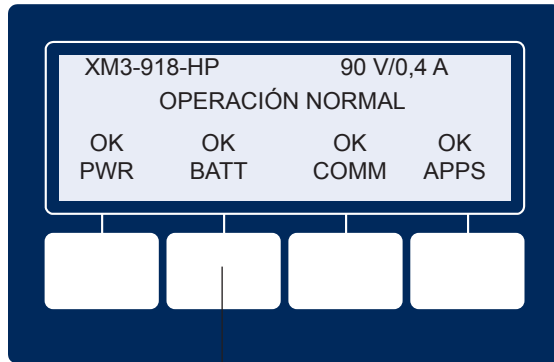 XM3-918-HP 90 V/0,4 A
OPERACIÓN NORMAL
OK OK OK OK
PWR BATT COMM APPS